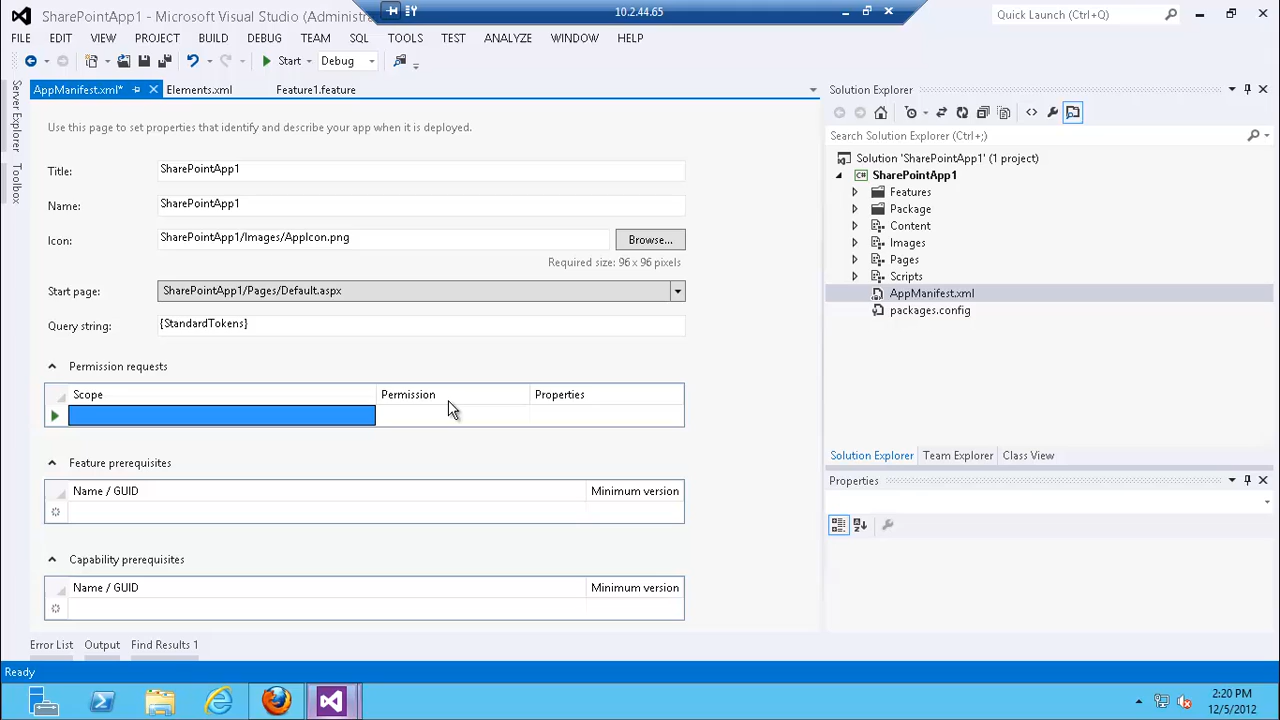 SharePointApp1 - Microsoft Visual Studio (Administra
10.2.44.65
Quick Launch (Ctrl+Q)
FILE EDIT VIEW PROJECT BUILD DEBUG TEAM SQL TOOLS TEST ANALYZE WINDOW HELP
Start Debug
Server Explorer
Toolbox
AppManifest.xml* Elements.xml Feature1.feature
Use this page to set properties that identify and describe your app when it is deployed.
Title: SharePointApp1
Name: SharePointApp1
Icon: SharePointApp1/Images/AppIcon.png Browse...
Required size: 96 x 96 pixels
Start page: SharePointApp1/Pages/Default.aspx
Query string: {StandardTokens}
Permission requests
Scope Permission Properties
Feature prerequisites
Name / GUID Minimum version
Capability prerequisites
Name / GUID Minimum version
Solution Explorer
Search Solution Explorer (Ctrl+;)
Solution 'SharePointApp1' (1 project)
C# SharePointApp1
Features
Package
Content
Images
Pages
Scripts
AppManifest.xml
packages.config
Solution Explorer Team Explorer Class View
Properties
Error List Output Find Results 1
Ready
2:20 PM
12/5/2012